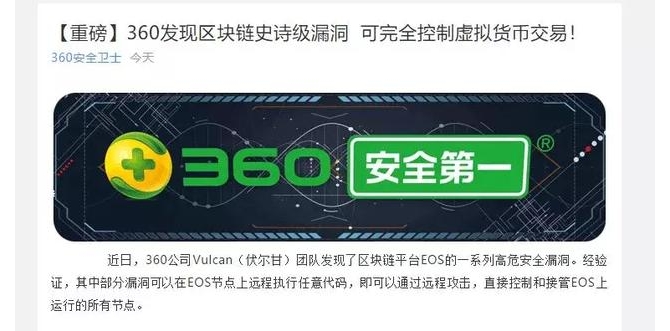 【重磅】360发现区块链史诗级漏洞 可完全控制虚拟货币交易！
360安全卫士 今天
360 安全第一 ®
近日，360公司Vulcan（伏尔甘）团队发现了区块链平台EOS的一系列高危安全漏洞。经验
证，其中部分漏洞可以在EOS节点上远程执行任意代码，即可以通过远程攻击，直接控制和接管EOS上
运行的所有节点。